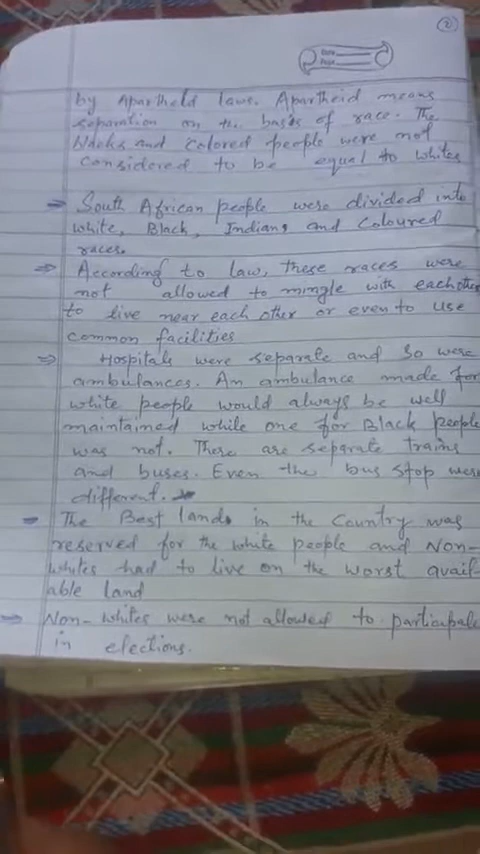 2
Date
Page
by Apartheld laws. Apartheid means
separation on the basis of race. The
blacks and colored people were not
considered to be equal to whites
⇒ South African people were divided into
white, Black, Indians and Coloured
races.
⇒ According to law, these races were
not allowed to mingle with each other
to live near each other or even to use
common facilities
⇒ Hospitals were separate and so were
ambulances. An ambulance made for
white people would always be well
maintained while one for Black people
was not. There are separate trains
and buses. Even the bus stop were
different.
⇒ The Best lands in the Country was
reserved for the white people and Non-
whites had to live on the worst avail-
able land
⇒ Non-whites were not allowed to participate
in elections.